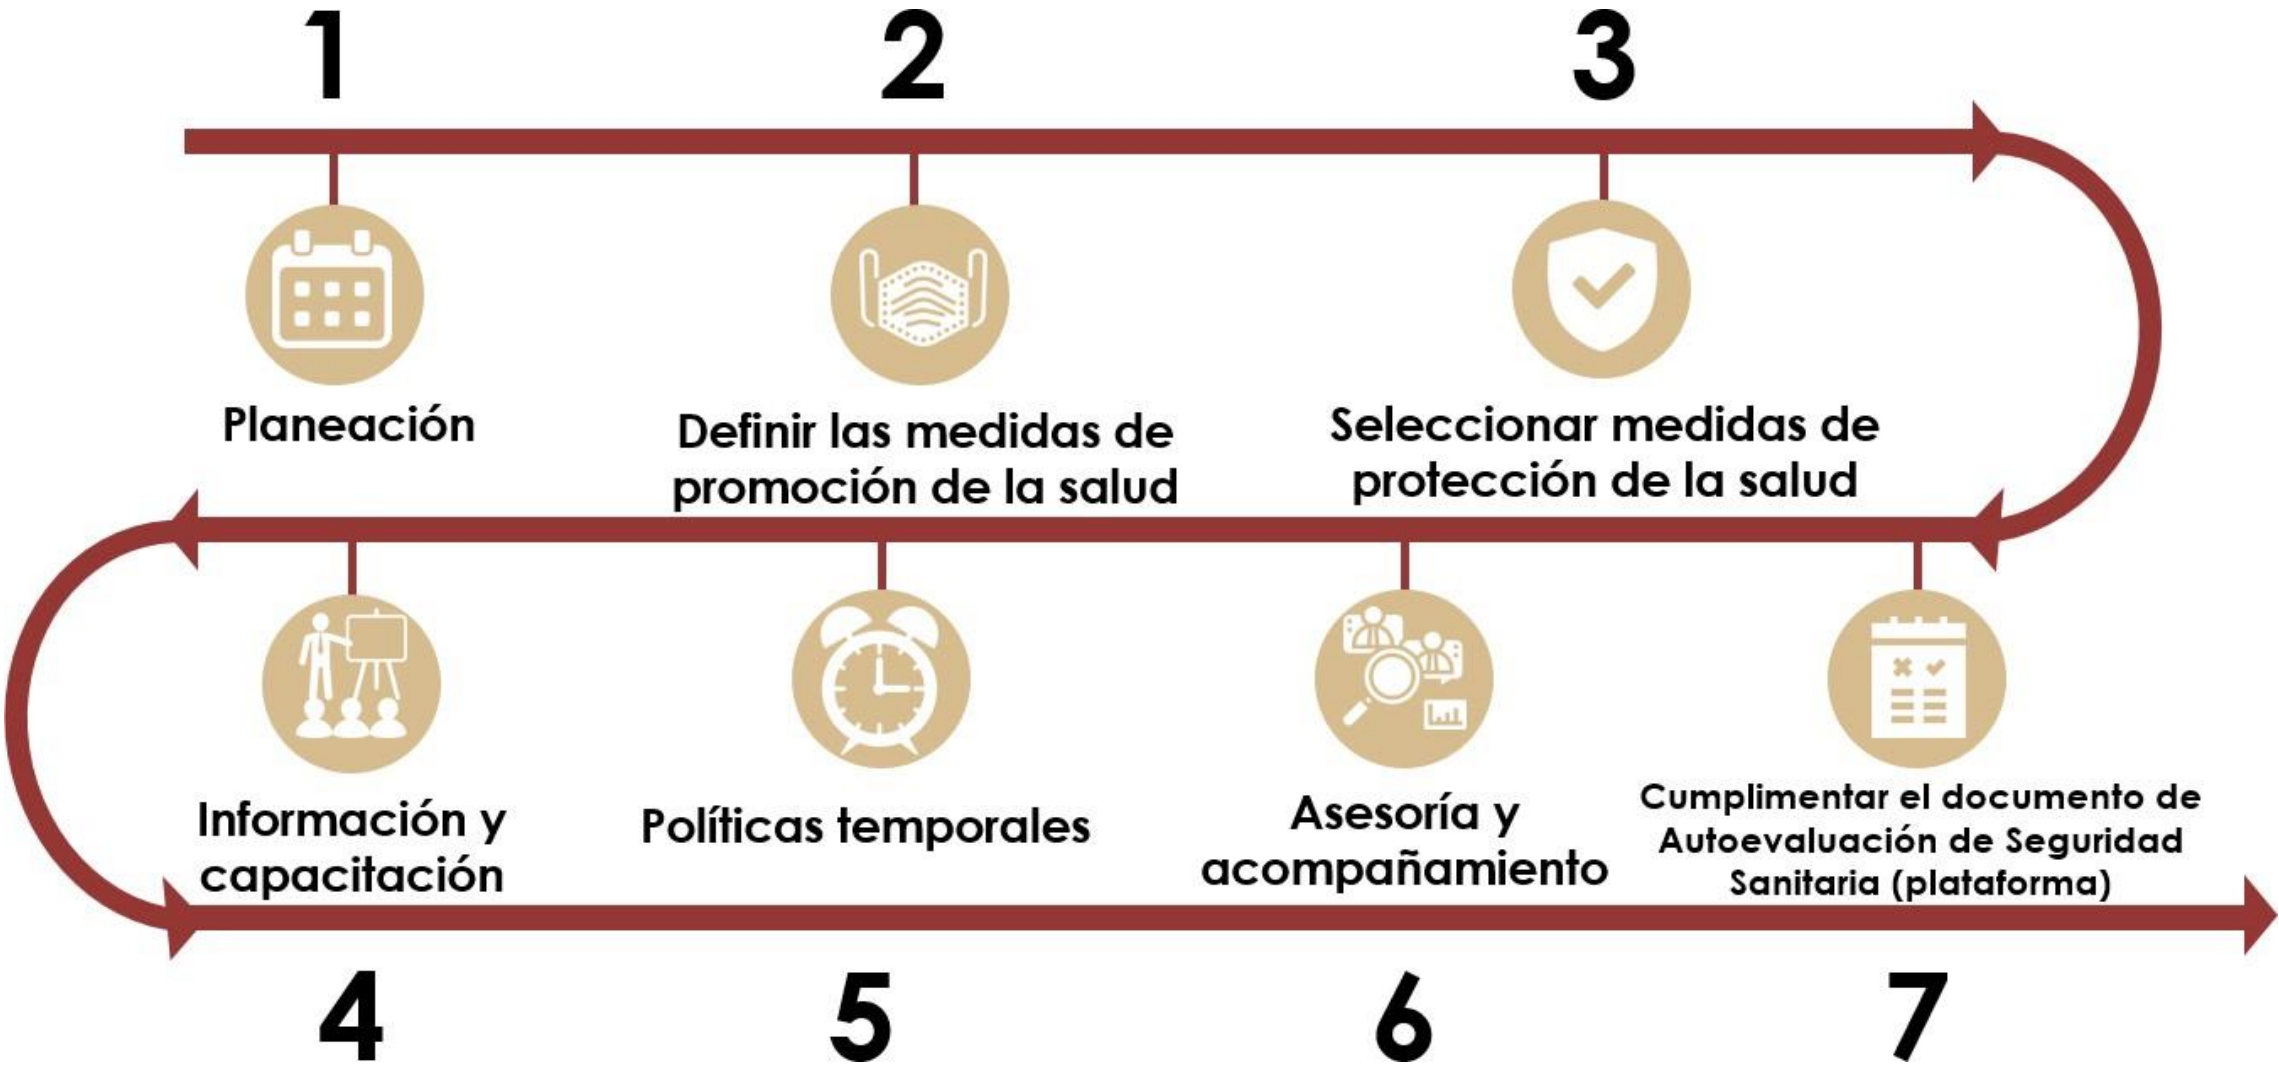 1
Planeación
2
Definir las medidas de
promoción de la salud
3
Seleccionar medidas de
protección de la salud
4
Información y
capacitación
5
Políticas temporales
6
Asesoría y
acompañamiento
7
Cumplimentar el documento de
Autoevaluación de Seguridad
Sanitaria (plataforma)